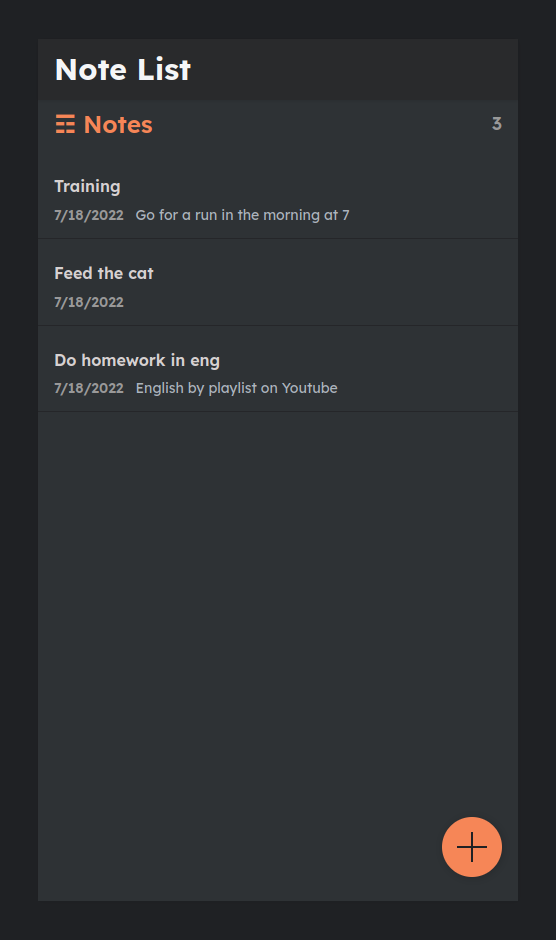 Note List
☶ Notes
3
Training
7/18/2022 Go for a run in the morning at 7
Feed the cat
7/18/2022
Do homework in eng
7/18/2022 English by playlist on Youtube